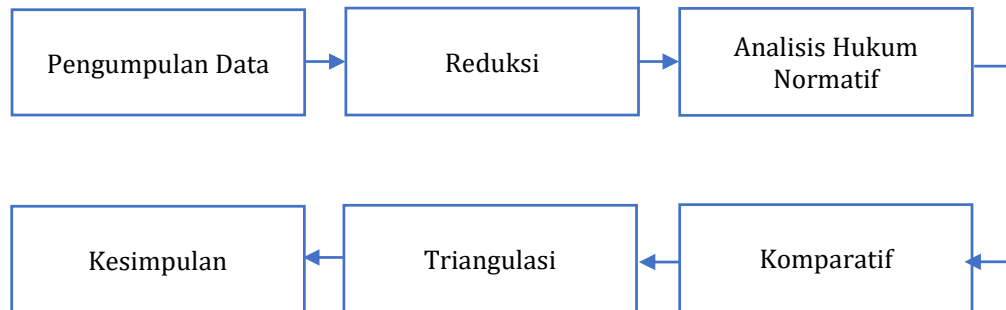 Pengumpulan Data
Reduksi
Analisis Hukum
Normatif
Kesimpulan
Triangulasi
Komparatif